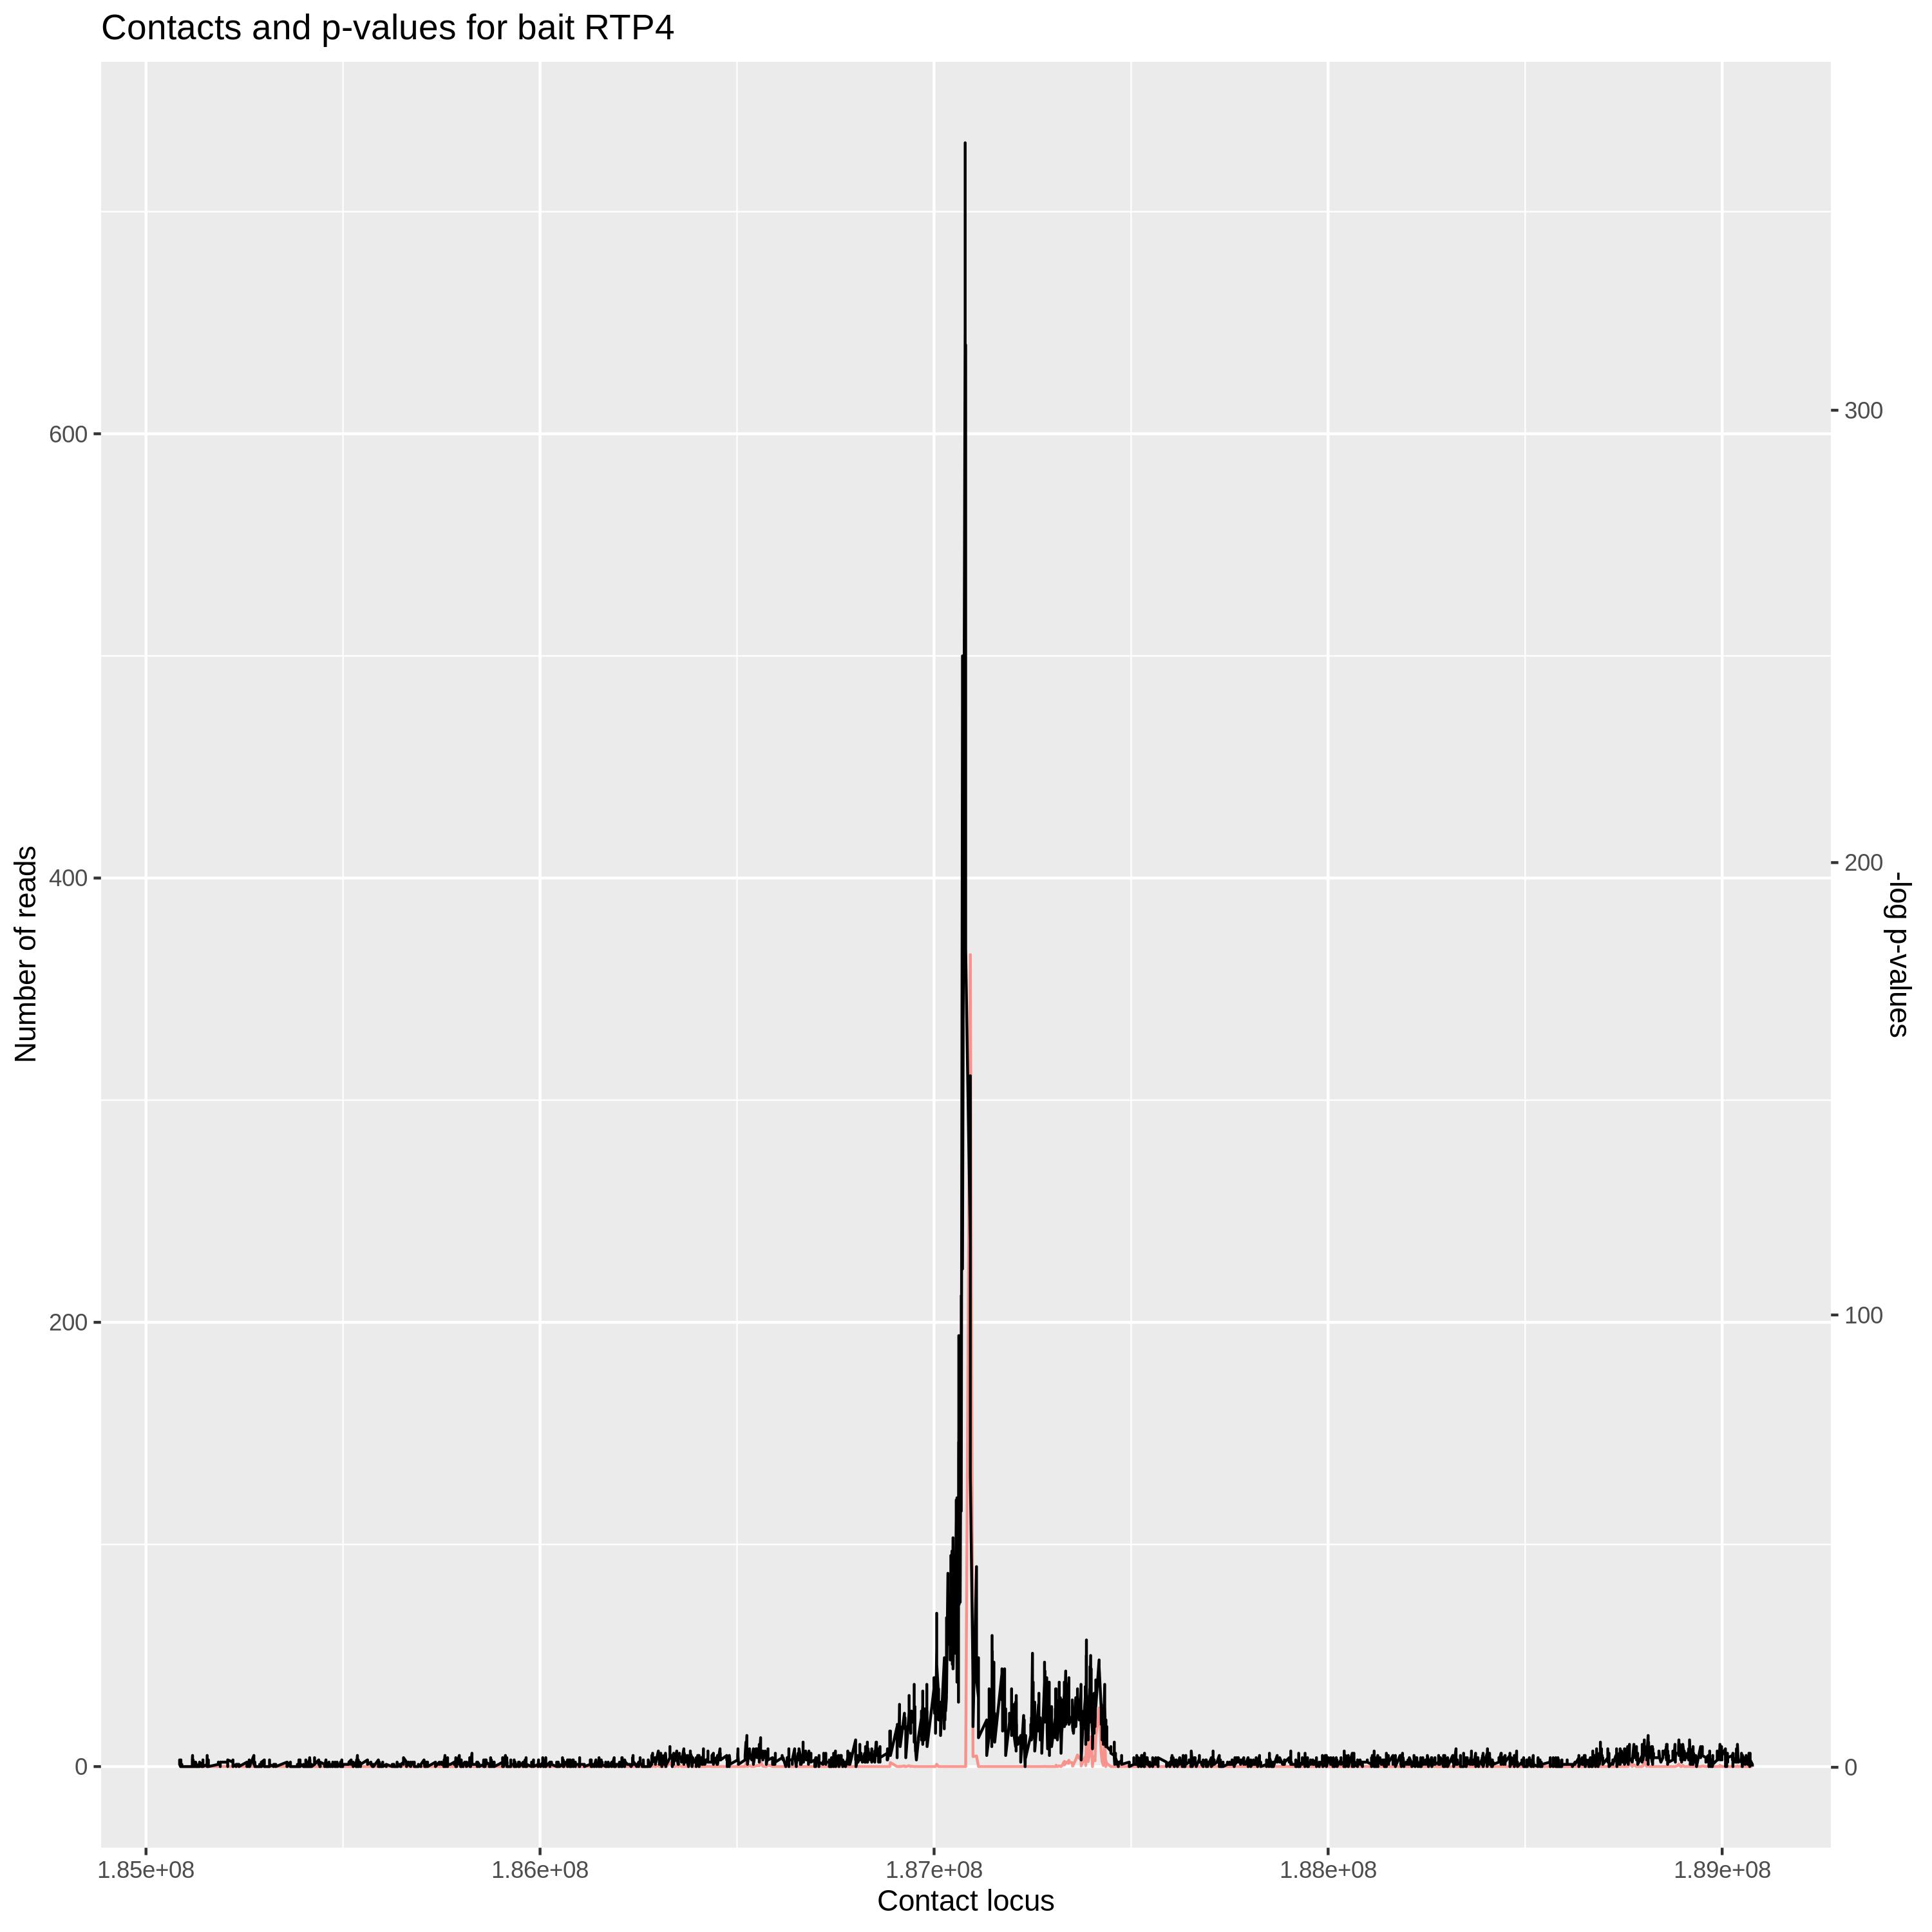 Contacts and p-values for bait RTP4
Number of reads
600
400
200
0
300
200
100
0
-log p-values
1.85e+08
1.86e+08
1.87e+08
1.88e+08
1.89e+08
Contact locus